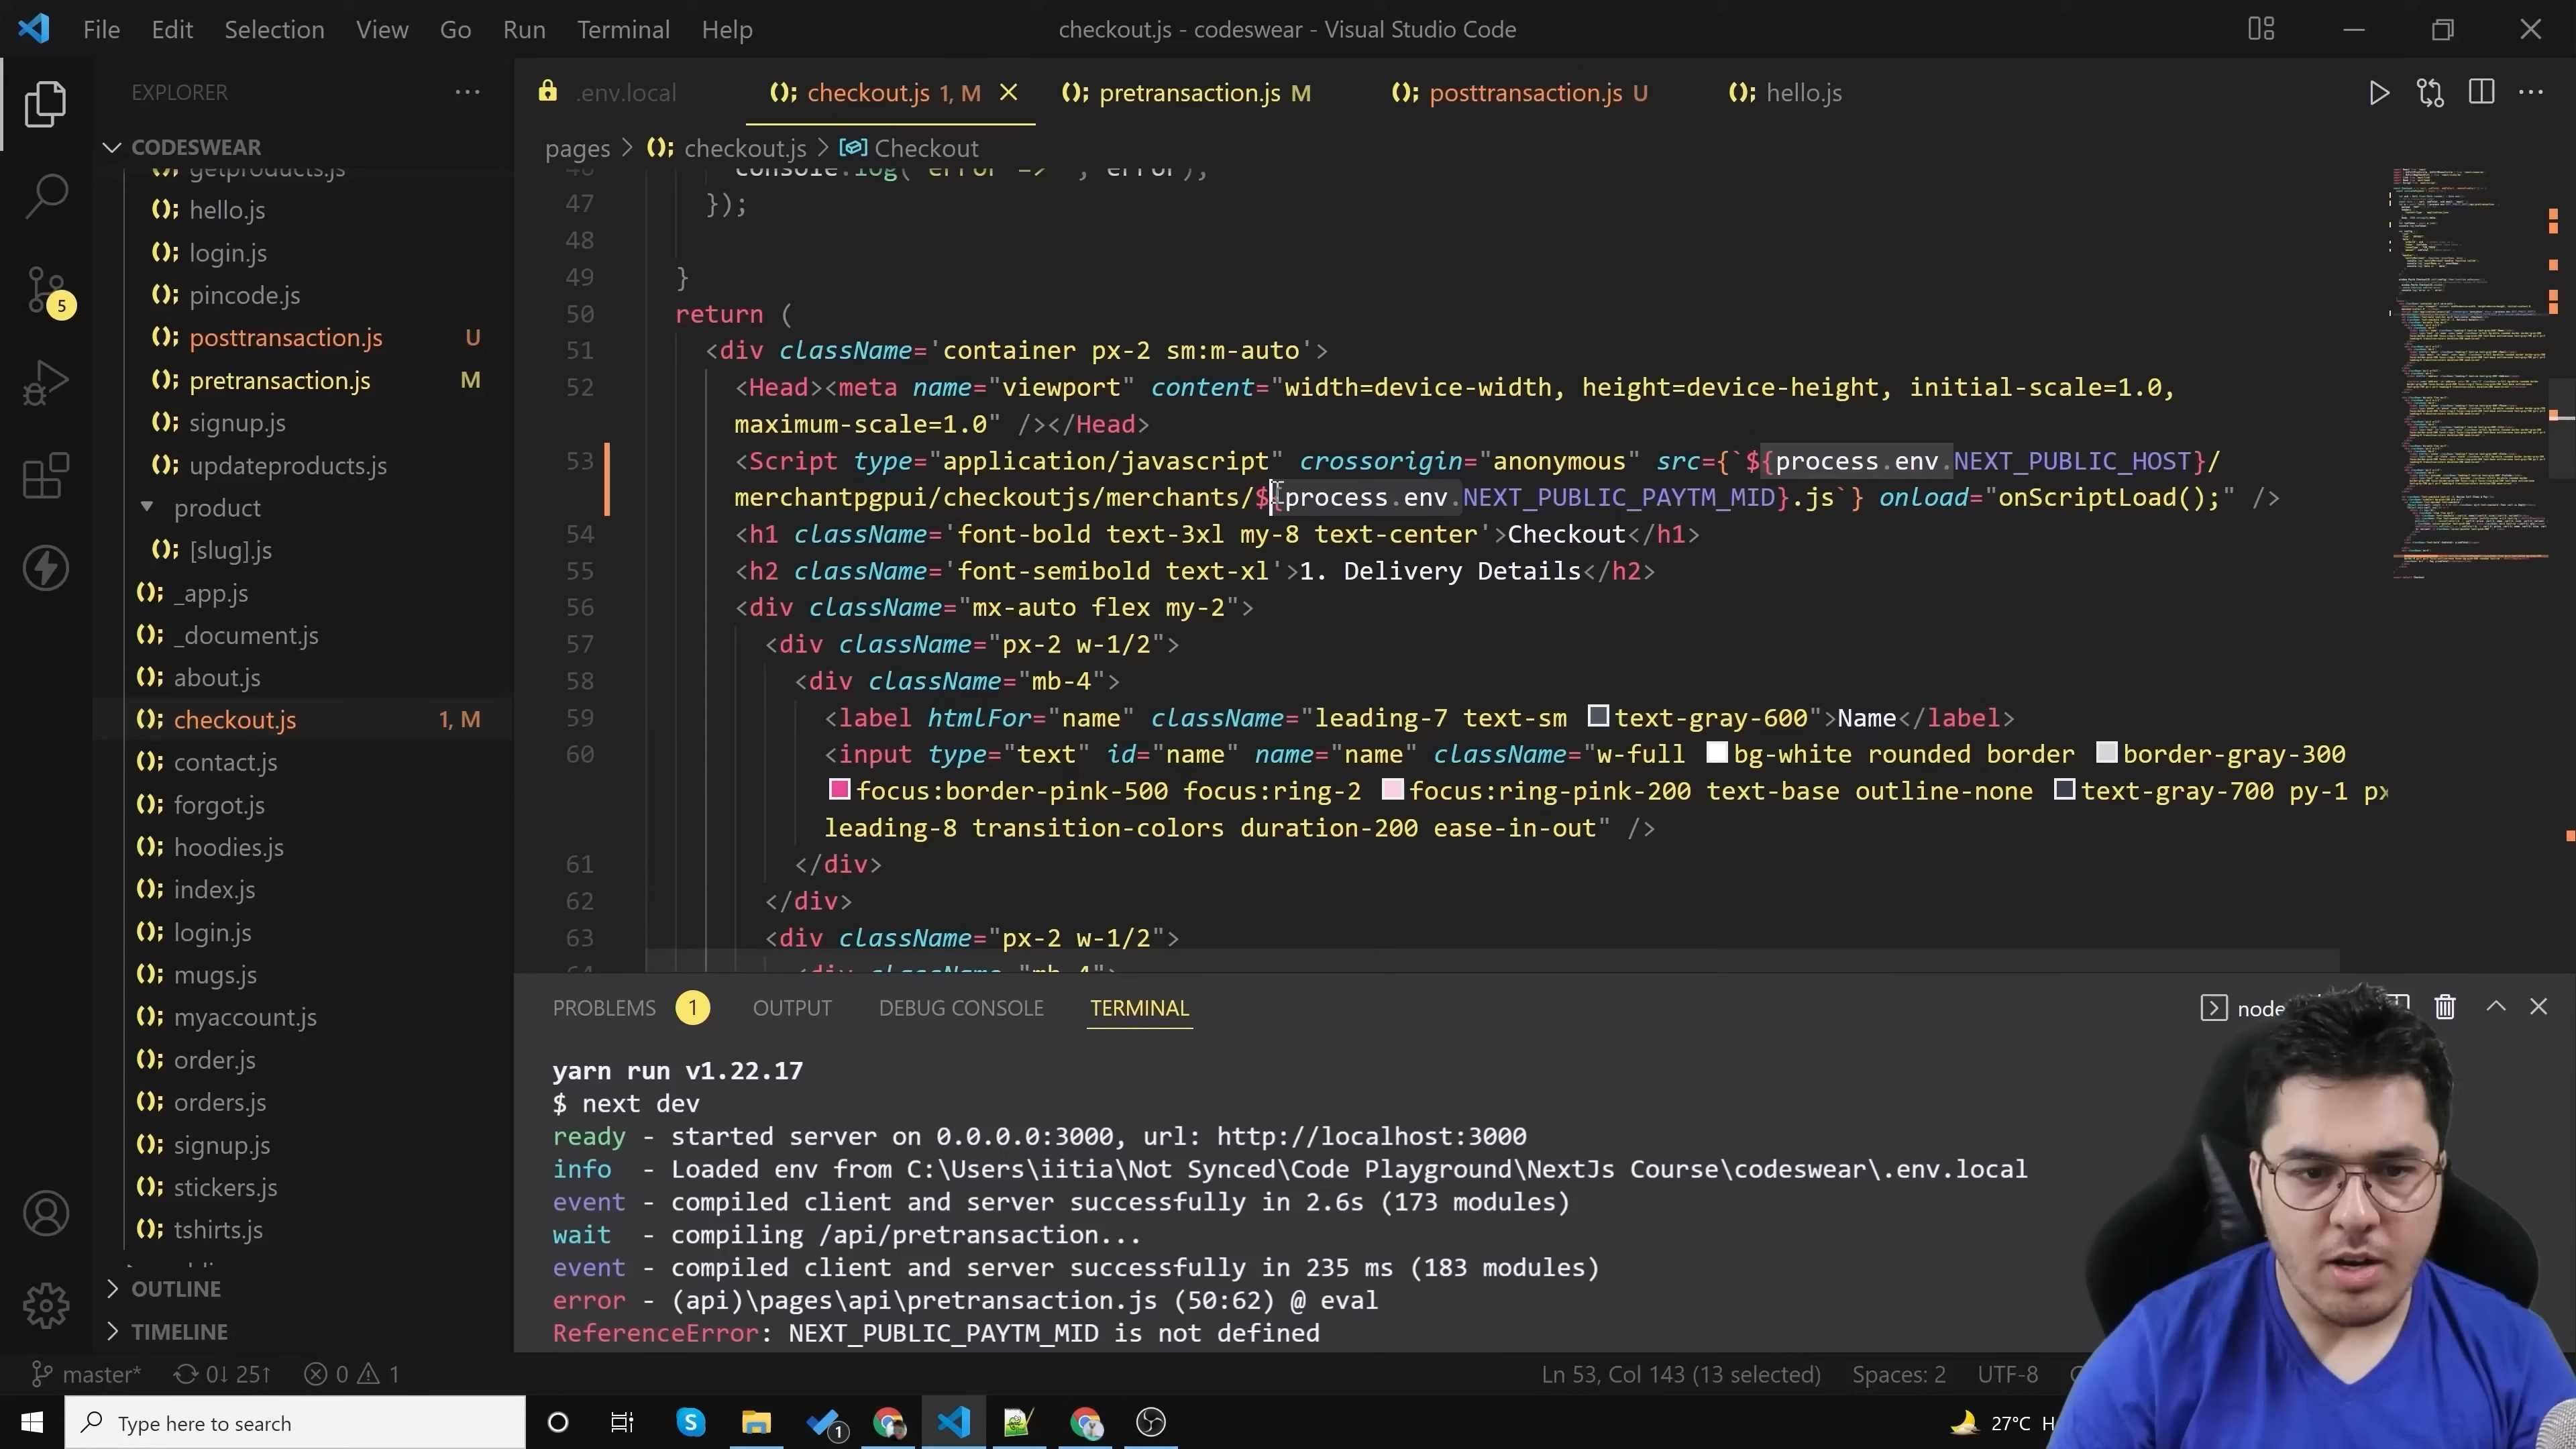 File Edit Selection View Go Run Terminal Help
checkout.js - codeswear - Visual Studio Code
EXPLORER
.env.local
checkout.js 1, M
pretransaction.js M
posttransaction.js U
hello.js
CODESWEAR
pages > checkout.js > Checkout
getproducts.js
hello.js
login.js
pincode.js
posttransaction.js U
pretransaction.js M
signup.js
updateproducts.js
product
[slug].js
_app.js
_document.js
about.js
checkout.js 1, M
contact.js
forgot.js
hoodies.js
index.js
login.js
mugs.js
myaccount.js
order.js
orders.js
signup.js
stickers.js
tshirts.js
OUTLINE
TIMELINE
5
46 console.log("error => ", error);
47 });
48
49 }
50 return (
51 <div className='container px-2 sm:m-auto'>
52 <Head><meta name="viewport" content="width=device-width, height=device-height, initial-scale=1.0,
maximum-scale=1.0" /></Head>
53 <Script type="application/javascript" crossorigin="anonymous" src={`${process.env.NEXT_PUBLIC_HOST}/
merchantpgpui/checkoutjs/merchants/${process.env.NEXT_PUBLIC_PAYTM_MID}.js`} onload="onScriptLoad();" />
54 <h1 className='font-bold text-3xl my-8 text-center'>Checkout</h1>
55 <h2 className='font-semibold text-xl'>1. Delivery Details</h2>
56 <div className="mx-auto flex my-2">
57 <div className="px-2 w-1/2">
58 <div className="mb-4">
59 <label htmlFor="name" className="leading-7 text-sm text-gray-600">Name</label>
60 <input type="text" id="name" name="name" className="w-full bg-white rounded border border-gray-300
focus:border-pink-500 focus:ring-2 focus:ring-pink-200 text-base outline-none text-gray-700 py-1 px
leading-8 transition-colors duration-200 ease-in-out" />
61 </div>
62 </div>
63 <div className="px-2 w-1/2">
64 <div className="mb-4">
PROBLEMS 1 OUTPUT DEBUG CONSOLE TERMINAL
node
yarn run v1.22.17
$ next dev
ready - started server on 0.0.0.0:3000, url: http://localhost:3000
info - Loaded env from C:\Users\iitia\Not Synced\Code Playground\NextJs Course\codeswear\.env.local
event - compiled client and server successfully in 2.6s (173 modules)
wait - compiling /api/pretransaction...
event - compiled client and server successfully in 235 ms (183 modules)
error - (api)\pages\api\pretransaction.js (50:62) @ eval
ReferenceError: NEXT_PUBLIC_PAYTM_MID is not defined
master* 0↓ 25↑ 0 1
Ln 53, Col 143 (13 selected) Spaces: 2 UTF-8
Type here to search
1
27°C